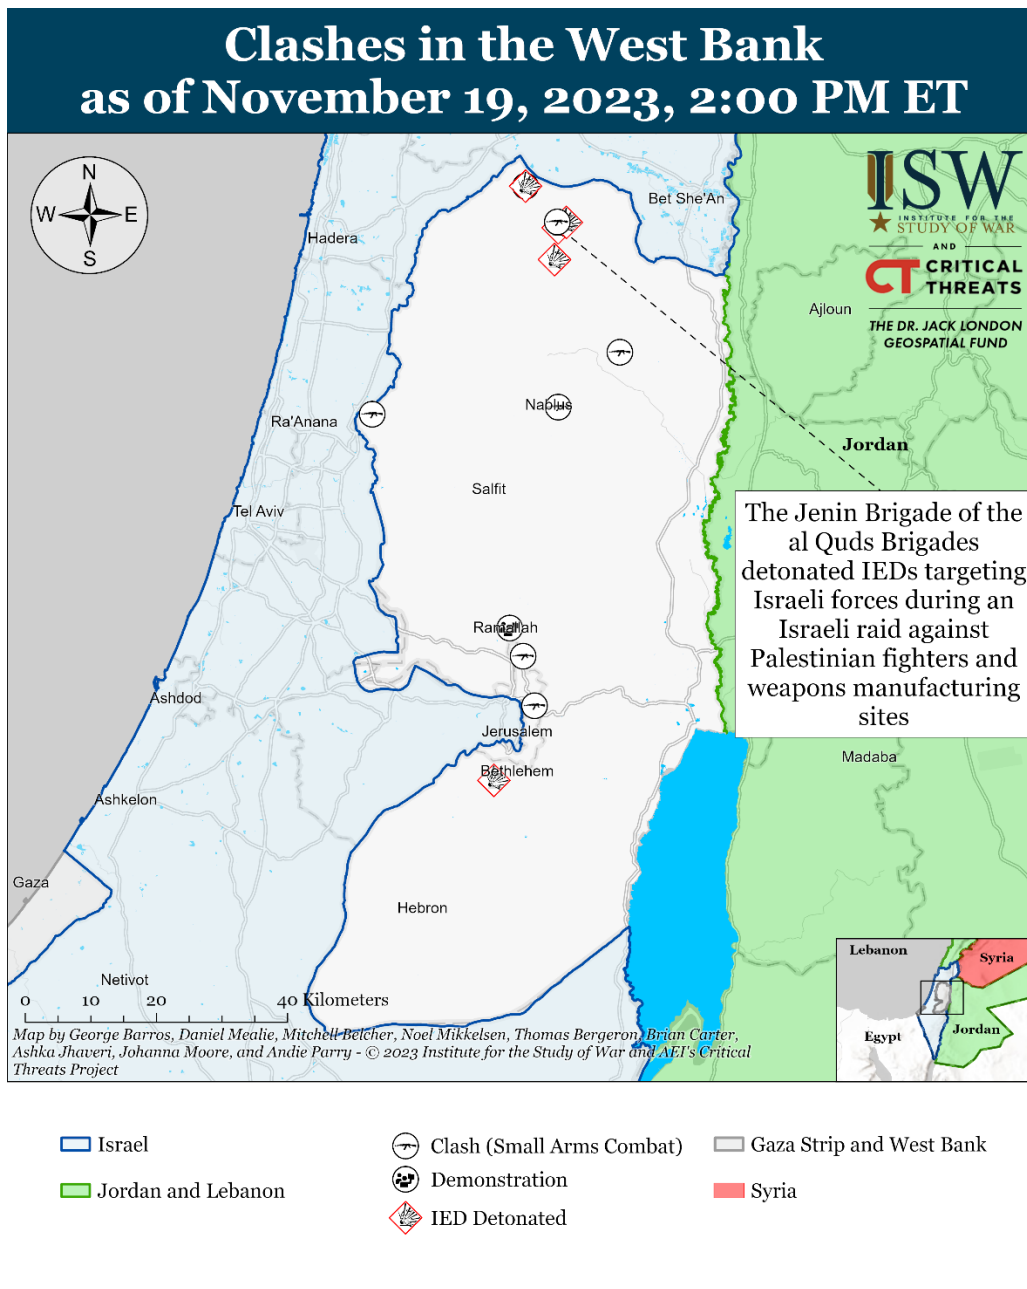 Clashes in the West Bank
as of November 19, 2023, 2:00 PM ET
N
W
E
S
ISW
INSTITUTE FOR THE
STUDY OF WAR
AND
CT CRITICAL
THREATS
THE DR. JACK LONDON
GEOSPATIAL FUND
Bet She'An
Hadera
Ajloun
Nablus
Ra'Anana
Jordan
Salfit
Tel Aviv
The Jenin Brigade of the
al Quds Brigades
detonated IEDs targeting
Israeli forces during an
Israeli raid against
Palestinian fighters and
weapons manufacturing
sites
Ramallah
Ashdod
Jerusalem
Madaba
Bethlehem
Ashkelon
Gaza
Hebron
Netivot
Lebanon
Syria
Jordan
Egypt
0 10 20 40 Kilometers
Map by George Barros, Daniel Mealie, Mitchell Belcher, Noel Mikkelsen, Thomas Bergeron, Brian Carter,
Ashka Jhaveri, Johanna Moore, and Andie Parry - © 2023 Institute for the Study of War and AEI's Critical
Threats Project
Israel
Clash (Small Arms Combat)
Gaza Strip and West Bank
Demonstration
Jordan and Lebanon
Syria
IED Detonated